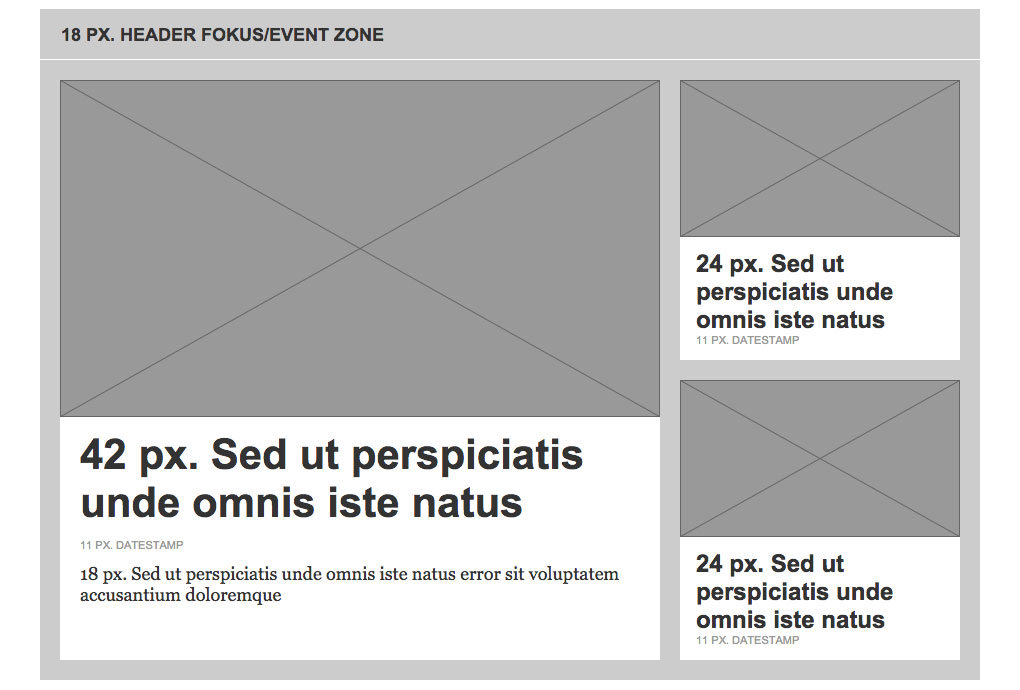 18 PX. HEADER FOKUS/EVENT ZONE
42 px. Sed ut perspiciatis
unde omnis iste natus
11 PX. DATESTAMP
18 px. Sed ut perspiciatis unde omnis iste natus error sit voluptatem
accusantium doloremque
24 px. Sed ut
perspiciatis unde
omnis iste natus
11 PX. DATESTAMP
24 px. Sed ut
perspiciatis unde
omnis iste natus
11 PX. DATESTAMP